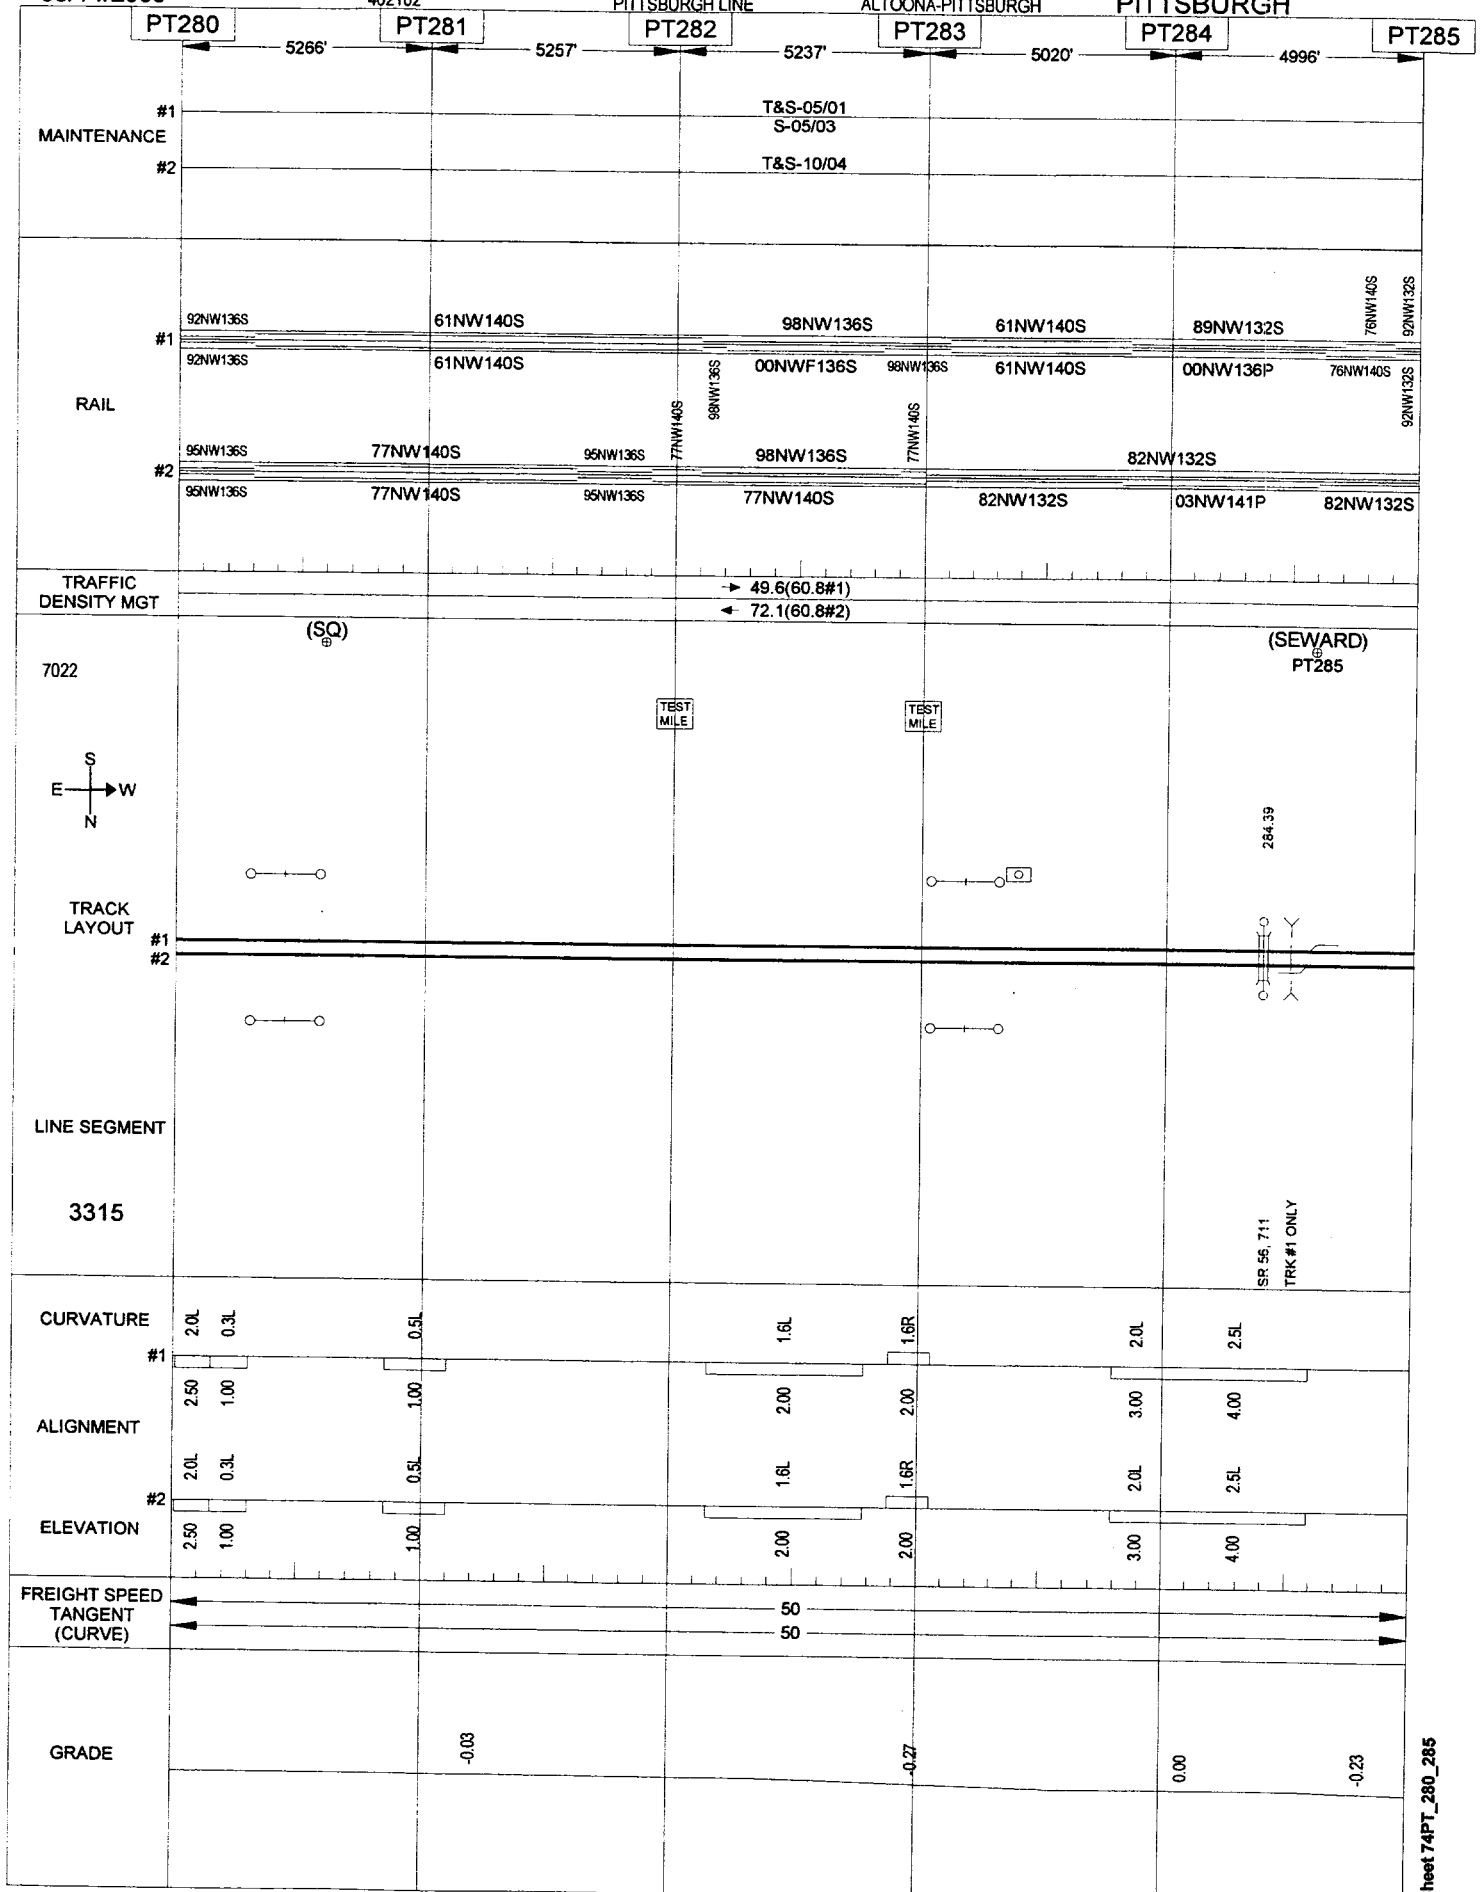 PITTSBURGH LINE ALTOONA-PITTSBURGH PITTSBURGH
PT280 PT281 PT282 PT283 PT284 PT285
5266' 5257' 5237' 5020' 4996'
MAINTENANCE
#1 T&S-05/01
S-05/03
#2 T&S-10/04
RAIL
76NW140S 92NW132S
92NW136S 61NW140S 98NW136S 61NW140S 89NW132S
#1
92NW136S 61NW140S 00NWF136S 98NW136S 61NW140S 00NW136P 76NW140S
98NW136S 92NW132S
77NW140S 77NW140S
95NW136S 77NW140S 95NW136S 98NW136S 82NW132S
#2
95NW136S 77NW140S 95NW136S 77NW140S 82NW132S 03NW141P 82NW132S
TRAFFIC
DENSITY MGT
49.6(60.8#1)
72.1(60.8#2)
(SQ) (SEWARD)
PT285
7022
TEST
MILE
TEST
MILE
S
E W
N
284.39
TRACK
LAYOUT
#1
#2
LINE SEGMENT
3315
SR 56, 711
TRK #1 ONLY
CURVATURE
2.0L 0.3L 0.5L 1.6L 1.6R 2.0L 2.5L
#1
2.50 1.00 1.00 2.00 2.00 3.00 4.00
ALIGNMENT
2.0L 0.3L 0.5L 1.6L 1.6R 2.0L 2.5L
#2
ELEVATION
2.50 1.00 1.00 2.00 2.00 3.00 4.00
FREIGHT SPEED
TANGENT
(CURVE)
50
50
GRADE
-0.03 -0.27 0.00 -0.23
heet 74PT_280_285